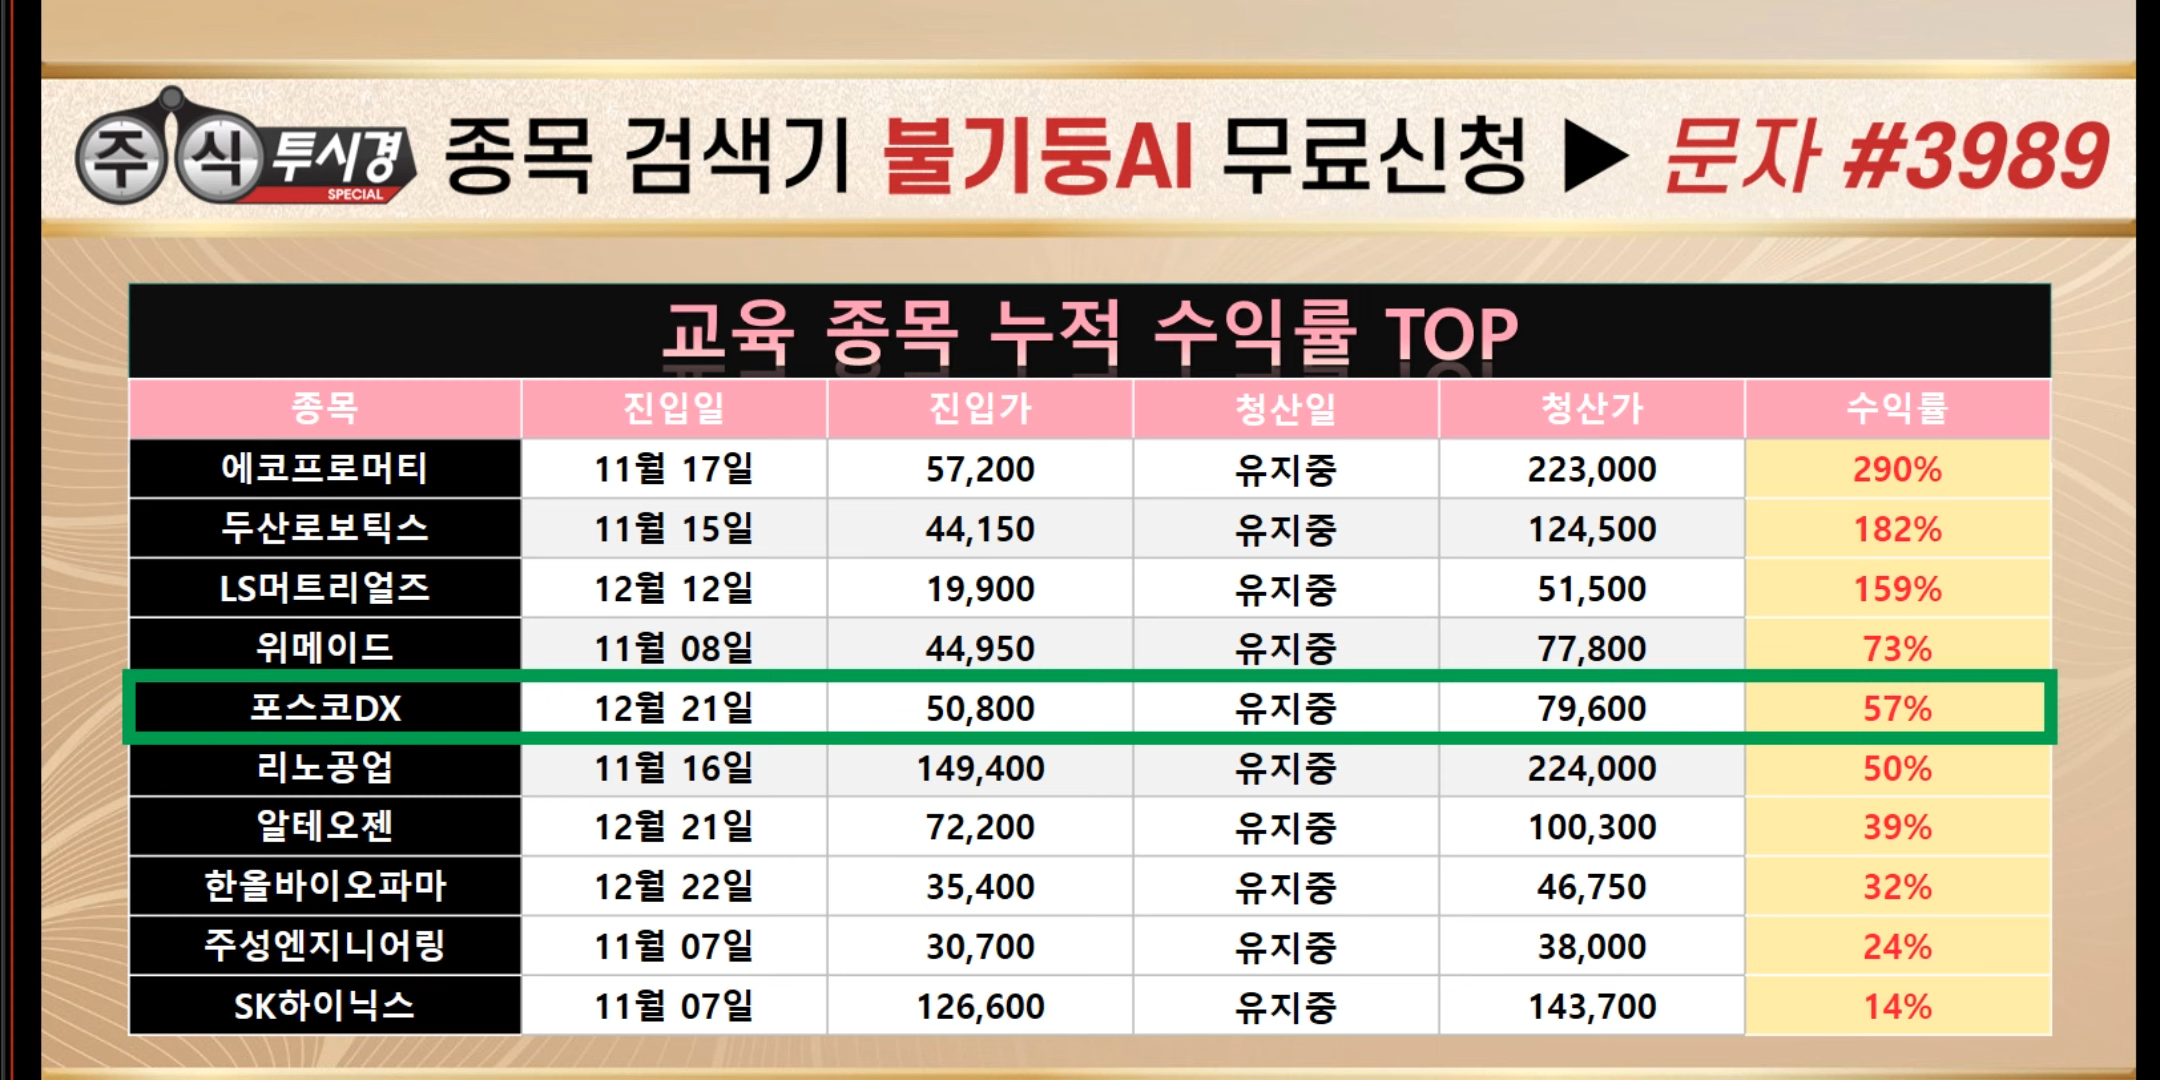 주식투시경 SPECIAL 종목 검색기 불기둥AI 무료신청 ▶ 문자 #3989
교육 종목 누적 수익률 TOP
종목 진입일 진입가 청산일 청산가 수익률
에코프로머티 11월 17일 57,200 유지중 223,000 290%
두산로보틱스 11월 15일 44,150 유지중 124,500 182%
LS머트리얼즈 12월 12일 19,900 유지중 51,500 159%
위메이드 11월 08일 44,950 유지중 77,800 73%
포스코DX 12월 21일 50,800 유지중 79,600 57%
리노공업 11월 16일 149,400 유지중 224,000 50%
알테오젠 12월 21일 72,200 유지중 100,300 39%
한올바이오파마 12월 22일 35,400 유지중 46,750 32%
주성엔지니어링 11월 07일 30,700 유지중 38,000 24%
SK하이닉스 11월 07일 126,600 유지중 143,700 14%